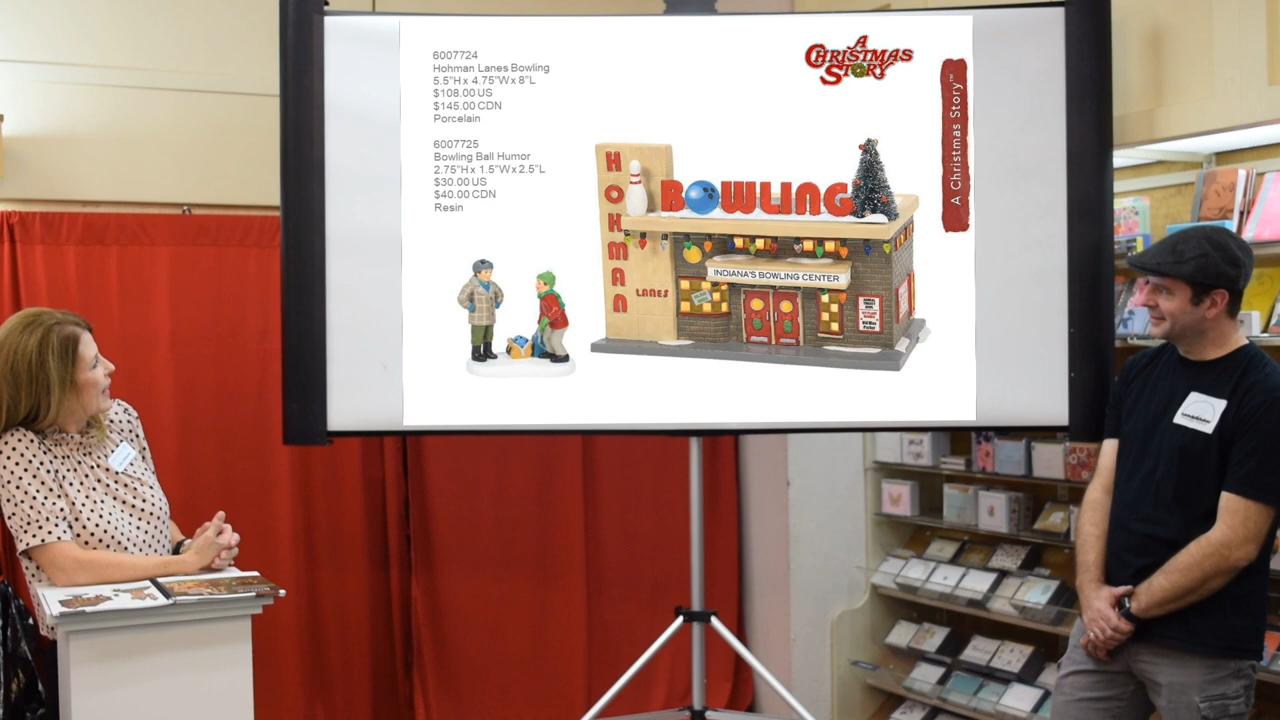 6007724
Hohman Lanes Bowling
5.5"H x 4.75"W x 8"L
$108.00 US
$145.00 CDN
Porcelain
6007725
Bowling Ball Humor
2.75"H x 1.5"W x 2.5"L
$30.00 US
$40.00 CDN
Resin
A
CHRISTMAS
STORY
A Christmas Story™
HOHMAN
BOWLING
INDIANA'S BOWLING CENTER
LANES